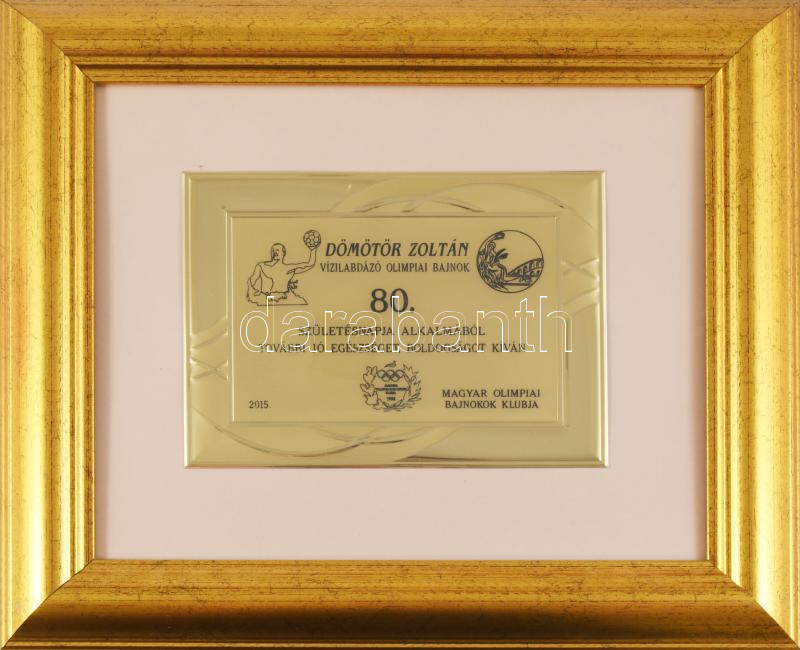 DÖMÖTÖR ZOLTÁN
VÍZILABDÁZÓ OLIMPIAI BAJNOK
80.
SZÜLETÉSNAPJA ALKALMÁBÓL
TOVÁBBI JÓ EGÉSZSÉGET, BOLDOGSÁGOT KÍVÁN
2015.
MAGYAR OLIMPIAI
BAJNOKOK KLUBJA
darabanth